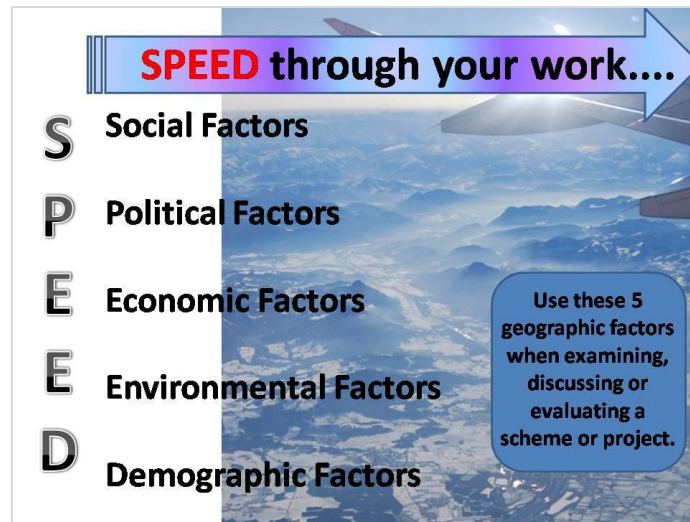 SPEED through your work....
S Social Factors
P Political Factors
E Economic Factors
E Environmental Factors
D Demographic Factors
Use these 5
geographic factors
when examining,
discussing or
evaluating a
scheme or project.